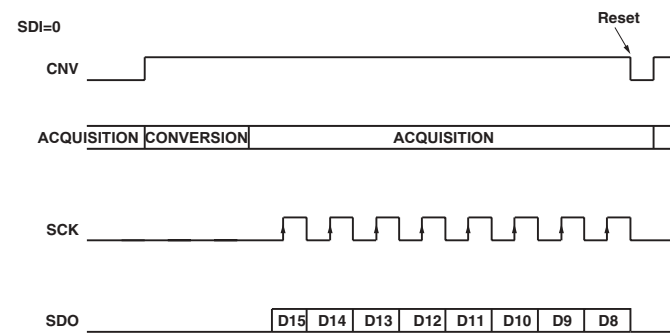 Reset
SDI=0
CNV
ACQUISITION CONVERSION ACQUISITION
SCK
SDO D15 D14 D13 D12 D11 D10 D9 D8